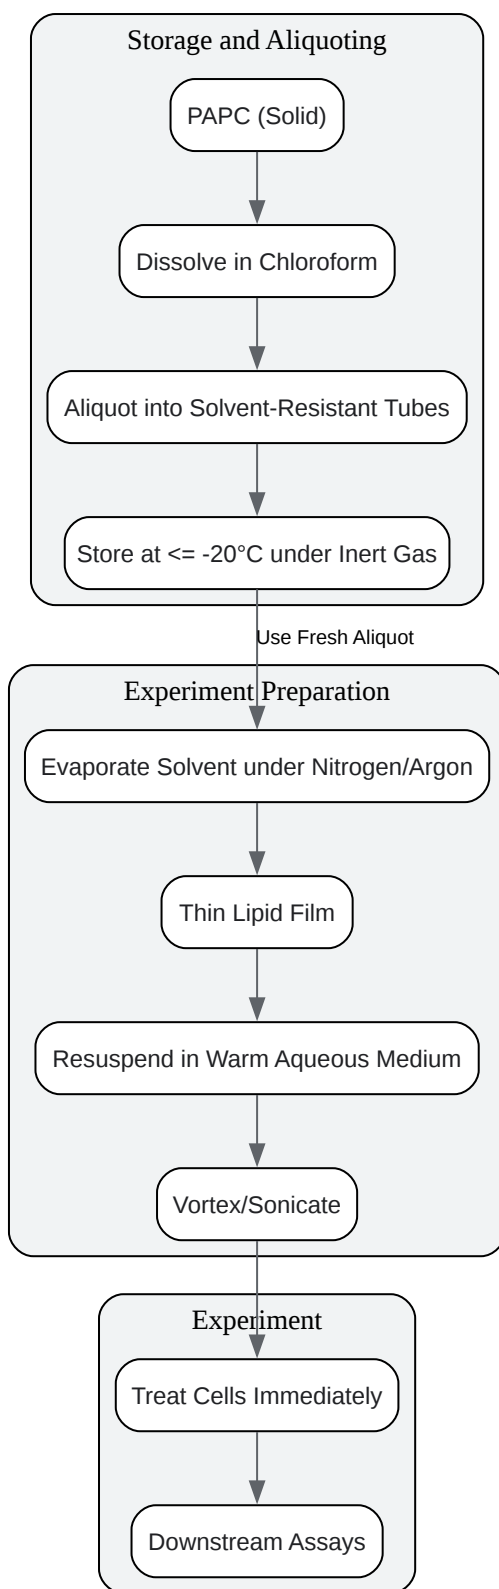 Storage and Aliquoting
PAPC (Solid)
Dissolve in Chloroform
Aliquot into Solvent-Resistant Tubes
Store at <= -20°C under Inert Gas
Use Fresh Aliquot
Experiment Preparation
Evaporate Solvent under Nitrogen/Argon
Thin Lipid Film
Resuspend in Warm Aqueous Medium
Vortex/Sonicate
Experiment
Treat Cells Immediately
Downstream Assays